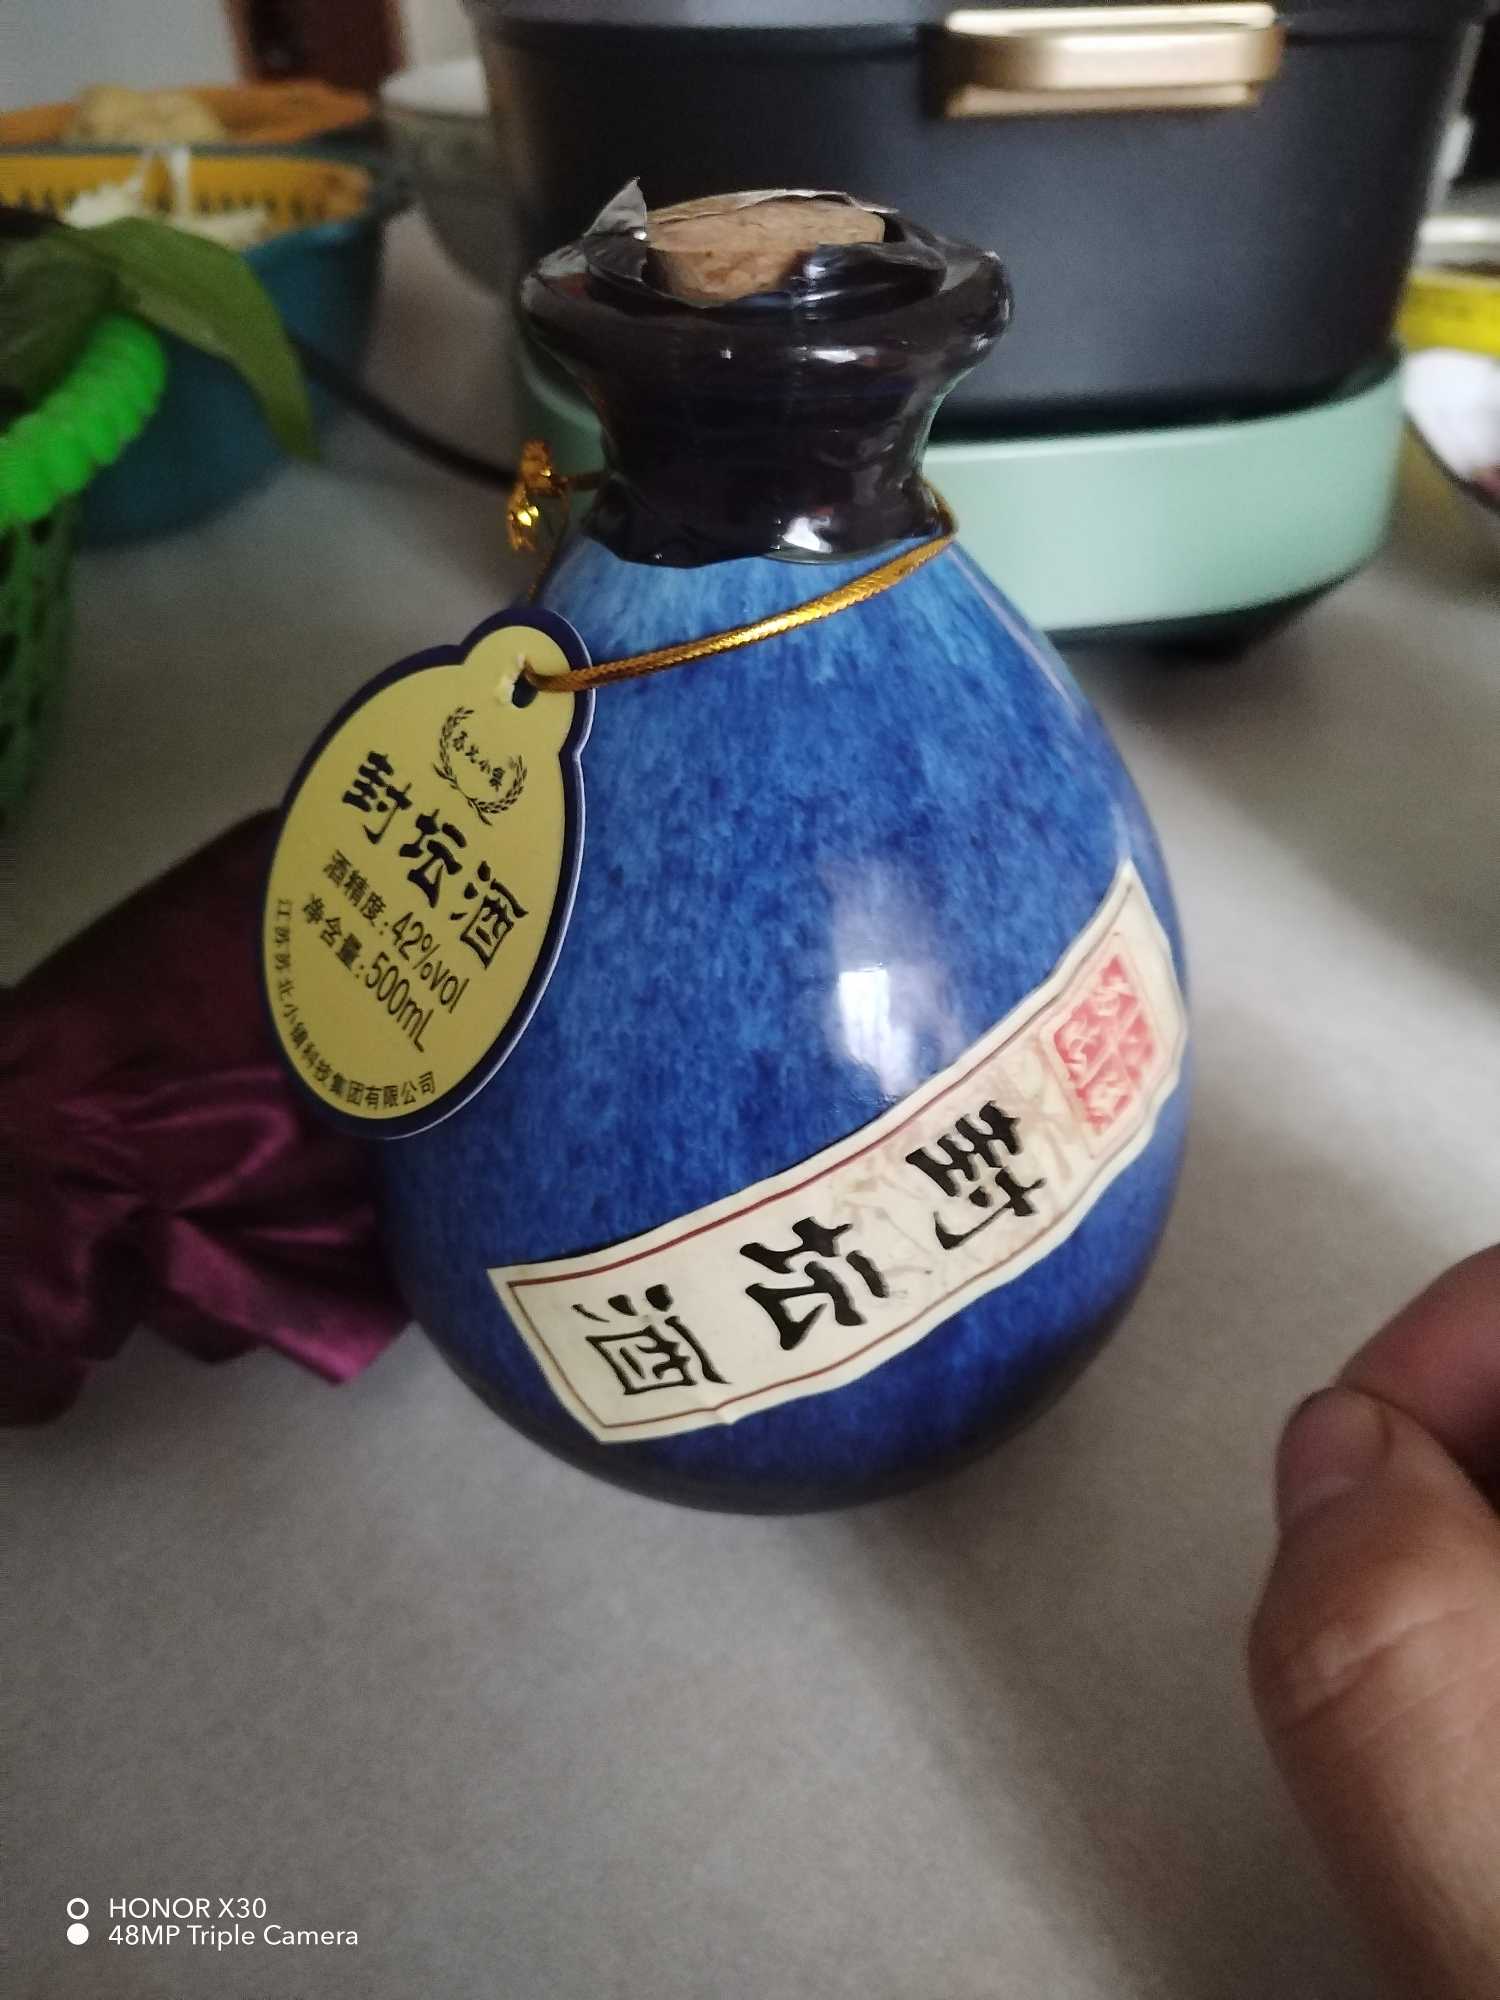 苏北小镇
封坛酒
酒精度:42%vol
净含量:500mL
江苏苏北小镇科技集团有限公司
封坛酒
HONOR X30
48MP Triple Camera